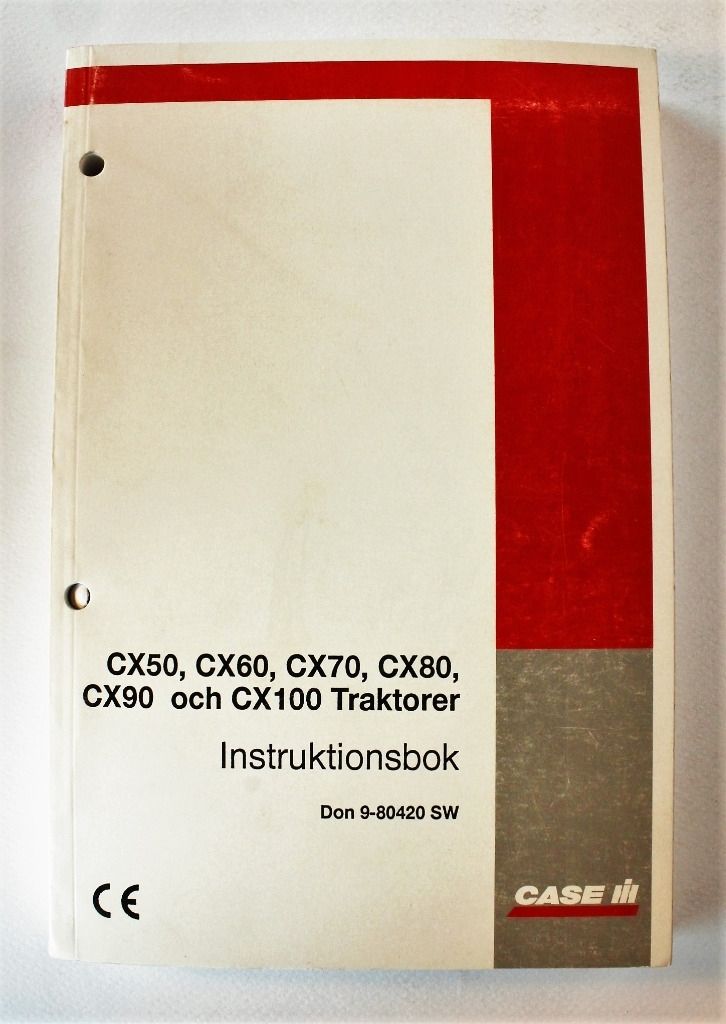 CX50, CX60, CX70, CX80,
CX90 och CX100 Traktorer
Instruktionsbok
Don 9-80420 SW
CE
CASE IH